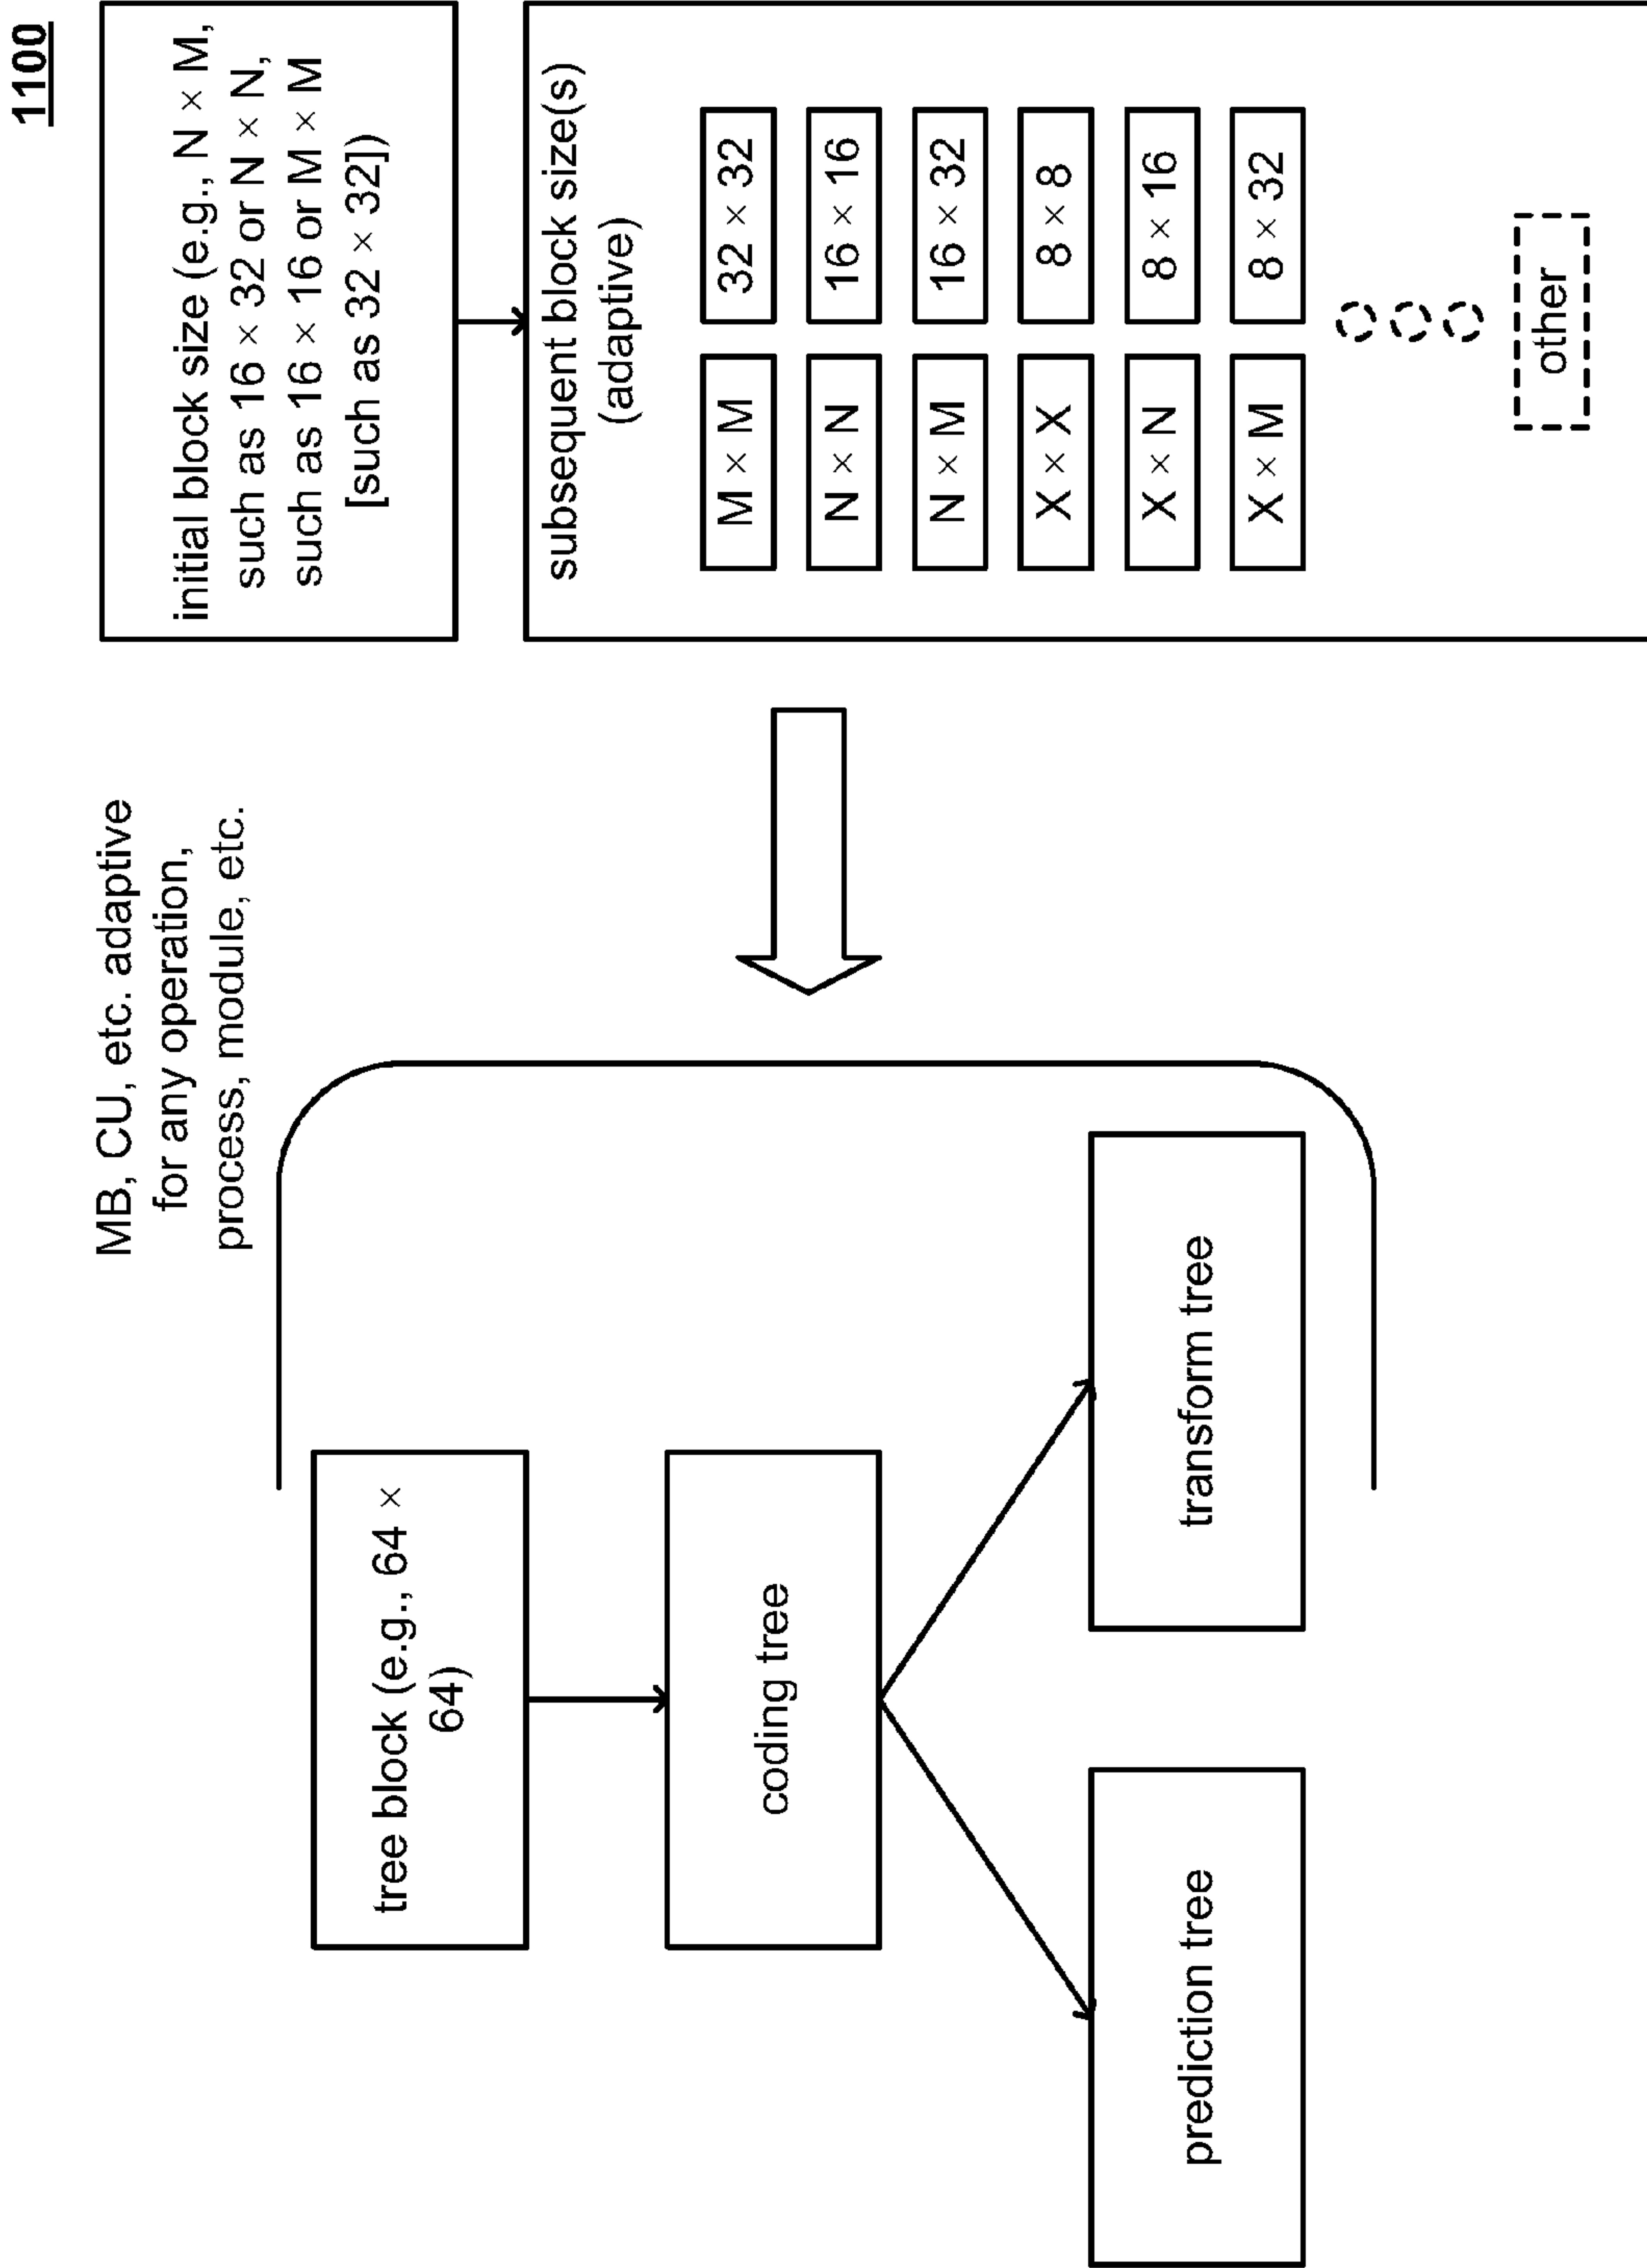 1100
MB, CU, etc. adaptive
for any operation,
process, module, etc.
tree block (e.g., 64 ×
64)
coding tree
prediction tree
transform tree
initial block size (e.g., N × M,
such as 16 × 32 or N × N,
such as 16 × 16 or M × M
[such as 32 × 32])
subsequent block size(s)
(adaptive)
M × M 32 × 32
N × N 16 × 16
N × M 16 × 32
X × X 8 × 8
X × N 8 × 16
X × M 8 × 32
other